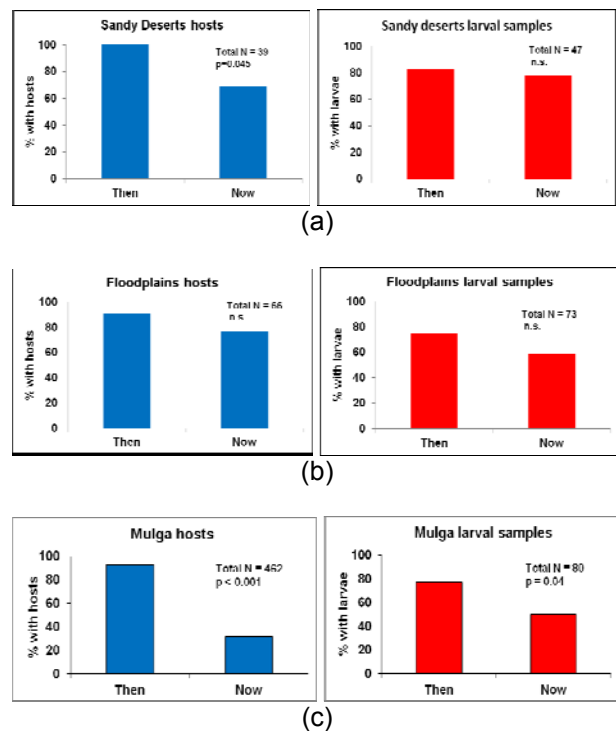 Sandy Deserts hosts
Total N = 39
p=0.045
% with hosts
100
80
60
40
20
0
Then
Now
Sandy deserts larval samples
Total N = 47
n.s.
% with larvae
100
80
60
40
20
0
Then
Now
(a)
Floodplains hosts
Total N = 66
n.s.
% with hosts
100
80
60
40
20
0
Then
Now
Floodplains larval samples
Total N = 73
n.s.
% with larvae
100
80
60
40
20
0
Then
Now
(b)
Mulga hosts
Total N = 462
p < 0.001
% with hosts
100
80
60
40
20
0
Then
Now
Mulga larval samples
Total N = 80
p = 0.04
% with larvae
100
80
60
40
20
0
Then
Now
(c)